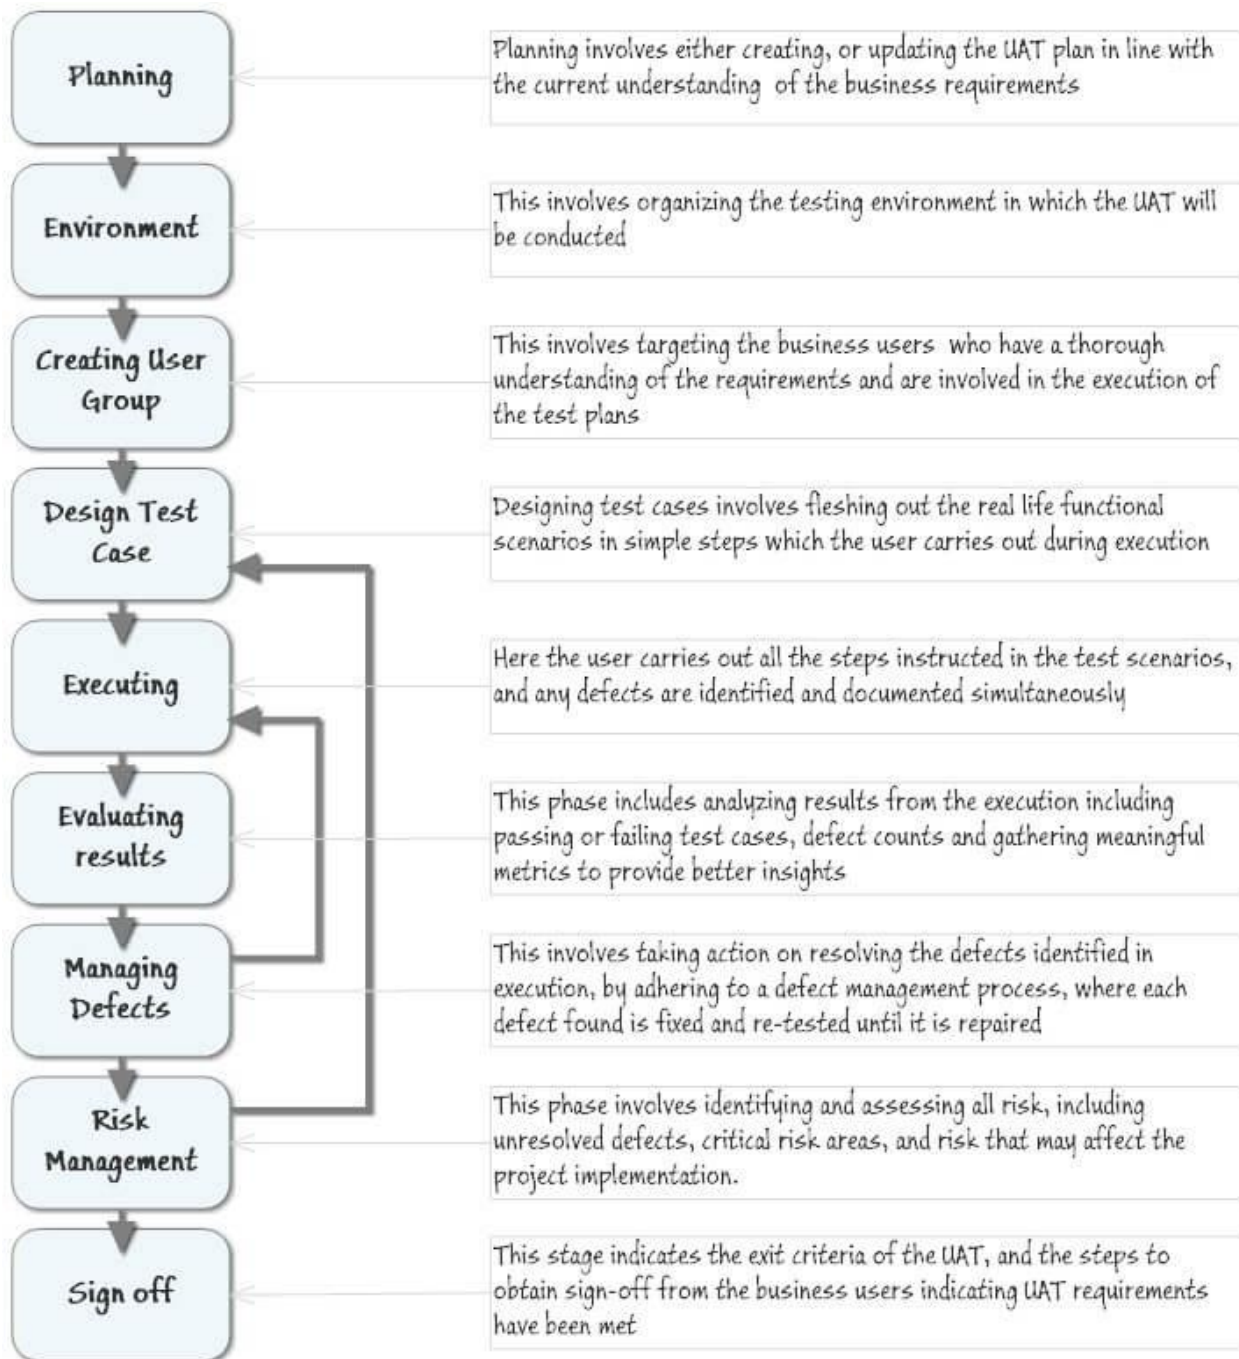 Planning
Planning involves either creating, or updating the UAT plan in line with
the current understanding of the business requirements
Environment
This involves organizing the testing environment in which the UAT will
be conducted
Creating User
Group
This involves targeting the business users who have a thorough
understanding of the requirements and are involved in the execution of
the test plans
Design Test
Case
Designing test cases involves fleshing out the real life functional
scenarios in simple steps which the user carries out during execution
Executing
Here the user carries out all the steps instructed in the test scenarios,
and any defects are identified and documented simultaneously
Evaluating
results
This phase includes analyzing results from the execution including
passing or failing test cases, defect counts and gathering meaningful
metrics to provide better insights
Managing
Defects
This involves taking action on resolving the defects identified in
execution, by adhering to a defect management process, where each
defect found is fixed and re-tested until it is repaired
Risk
Management
This phase involves identifying and assessing all risk, including
unresolved defects, critical risk areas, and risk that may affect the
project implementation.
Sign off
This stage indicates the exit criteria of the UAT, and the steps to
obtain sign-off from the business users indicating UAT requirements
have been met